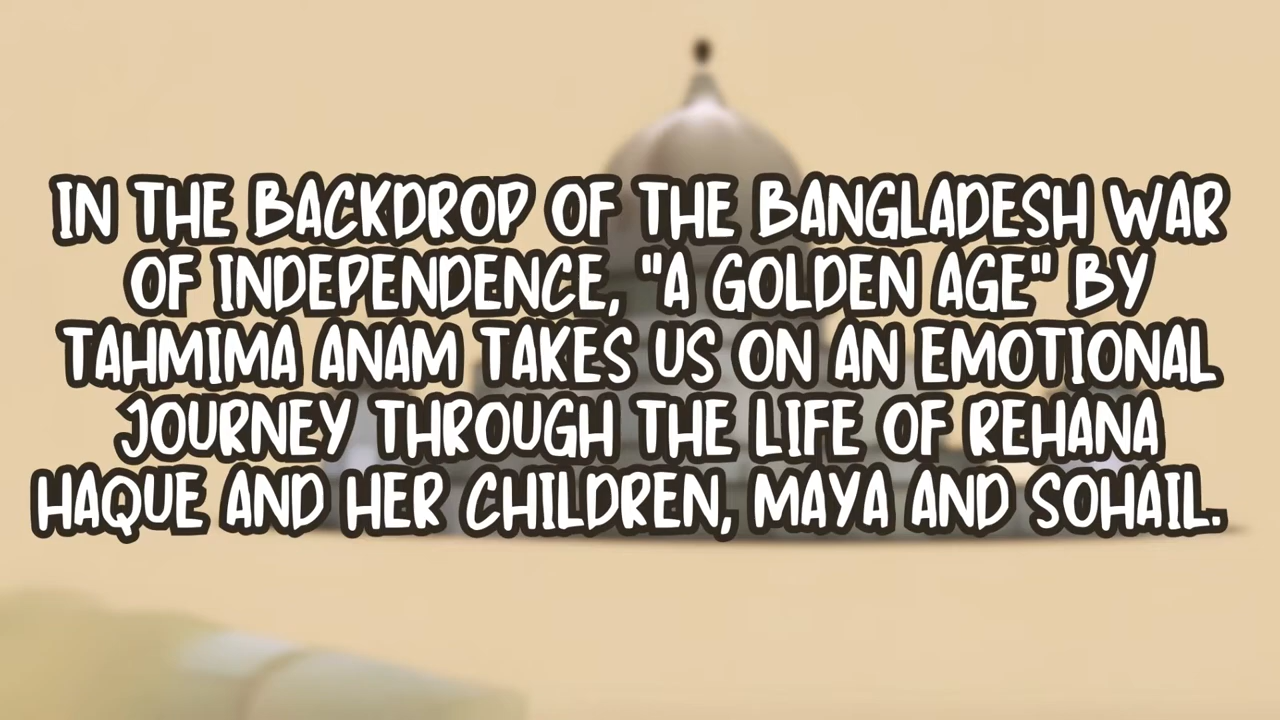 IN THE BACKDROP OF THE BANGLADESH WAR
OF INDEPENDENCE, "A GOLDEN AGE" BY
TAHMIMA ANAM TAKES US ON AN EMOTIONAL
JOURNEY THROUGH THE LIFE OF REHANA
HAQUE AND HER CHILDREN, MAYA AND SOHAIL.